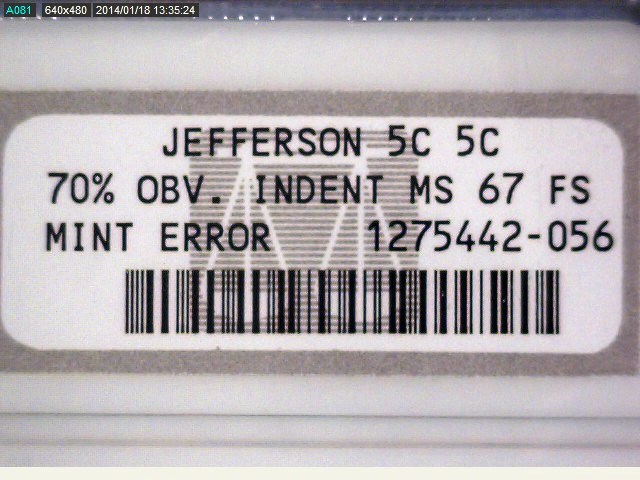 A081 640x480 2014/01/18 13:35:24
JEFFERSON 5C 5C
70% OBV. INDENT MS 67 FS
MINT ERROR 1275442-056